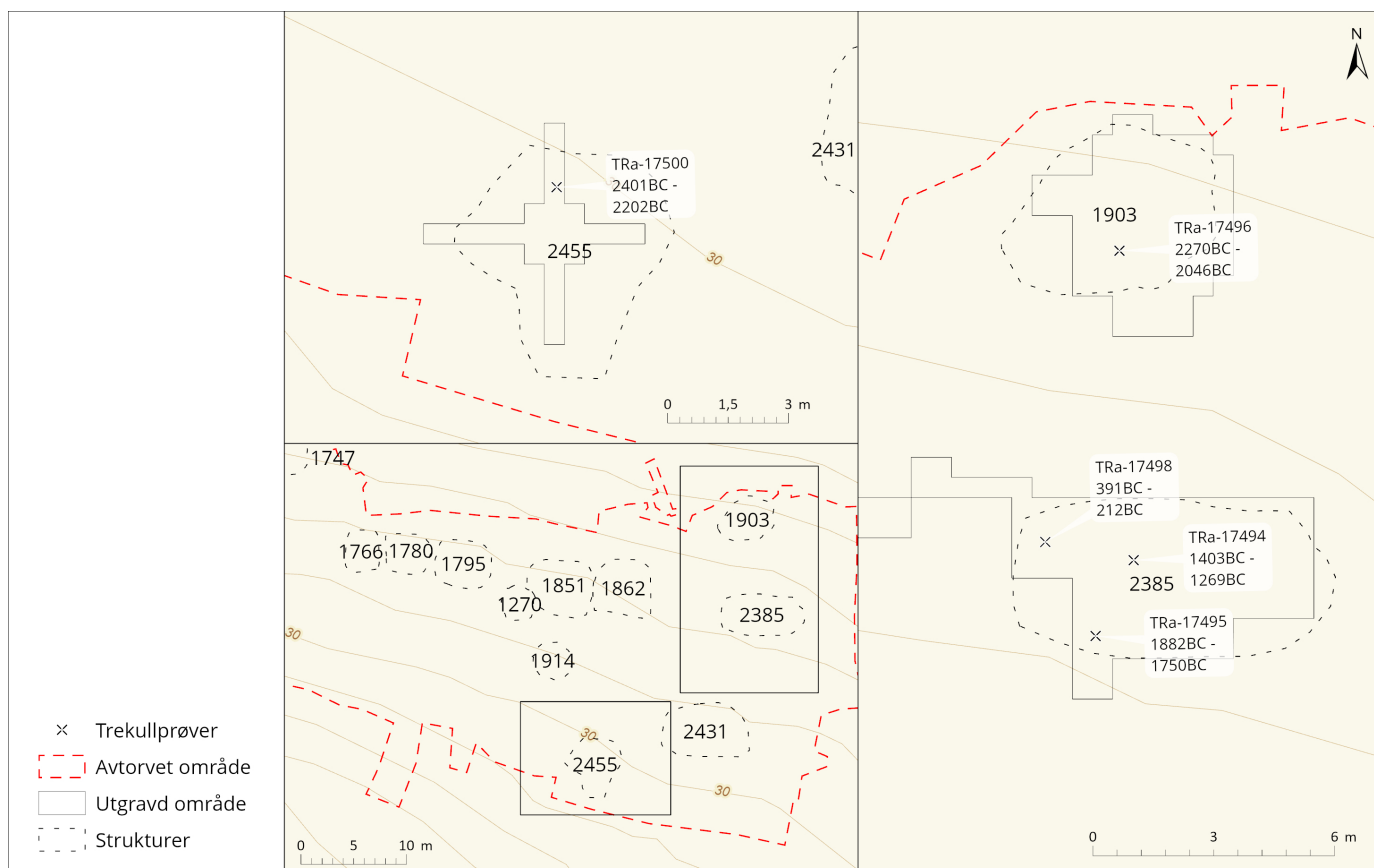 N
2431
TRa-17500
2401BC -
2202BC
2455
30
0 1,5 3 m
1903
TRa-17496
2270BC -
2046BC
TRa-17498
391BC -
212BC
TRa-17494
1403BC -
1269BC
2385
TRa-17495
1882BC -
1750BC
0 3 6 m
1747
1903
1766
1780
1795
1851
1862
1270
2385
30
1914
2431
30
2455
30
0 5 10 m
Trekullprøver
Avtorvet område
Utgravd område
Strukturer